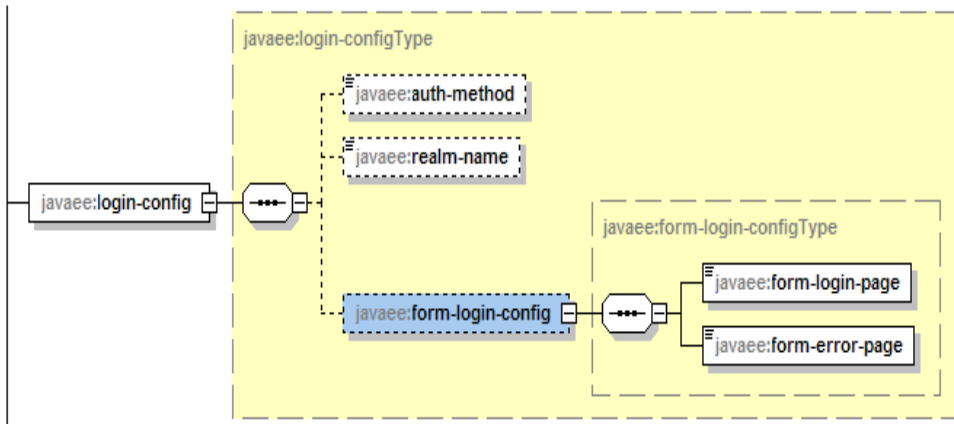 javaee:login-configType
javaee:auth-method
javaee:realm-name
javaee:login-config
javaee:form-login-configType
javaee:form-login-page
javaee:form-login-config
javaee:form-error-page